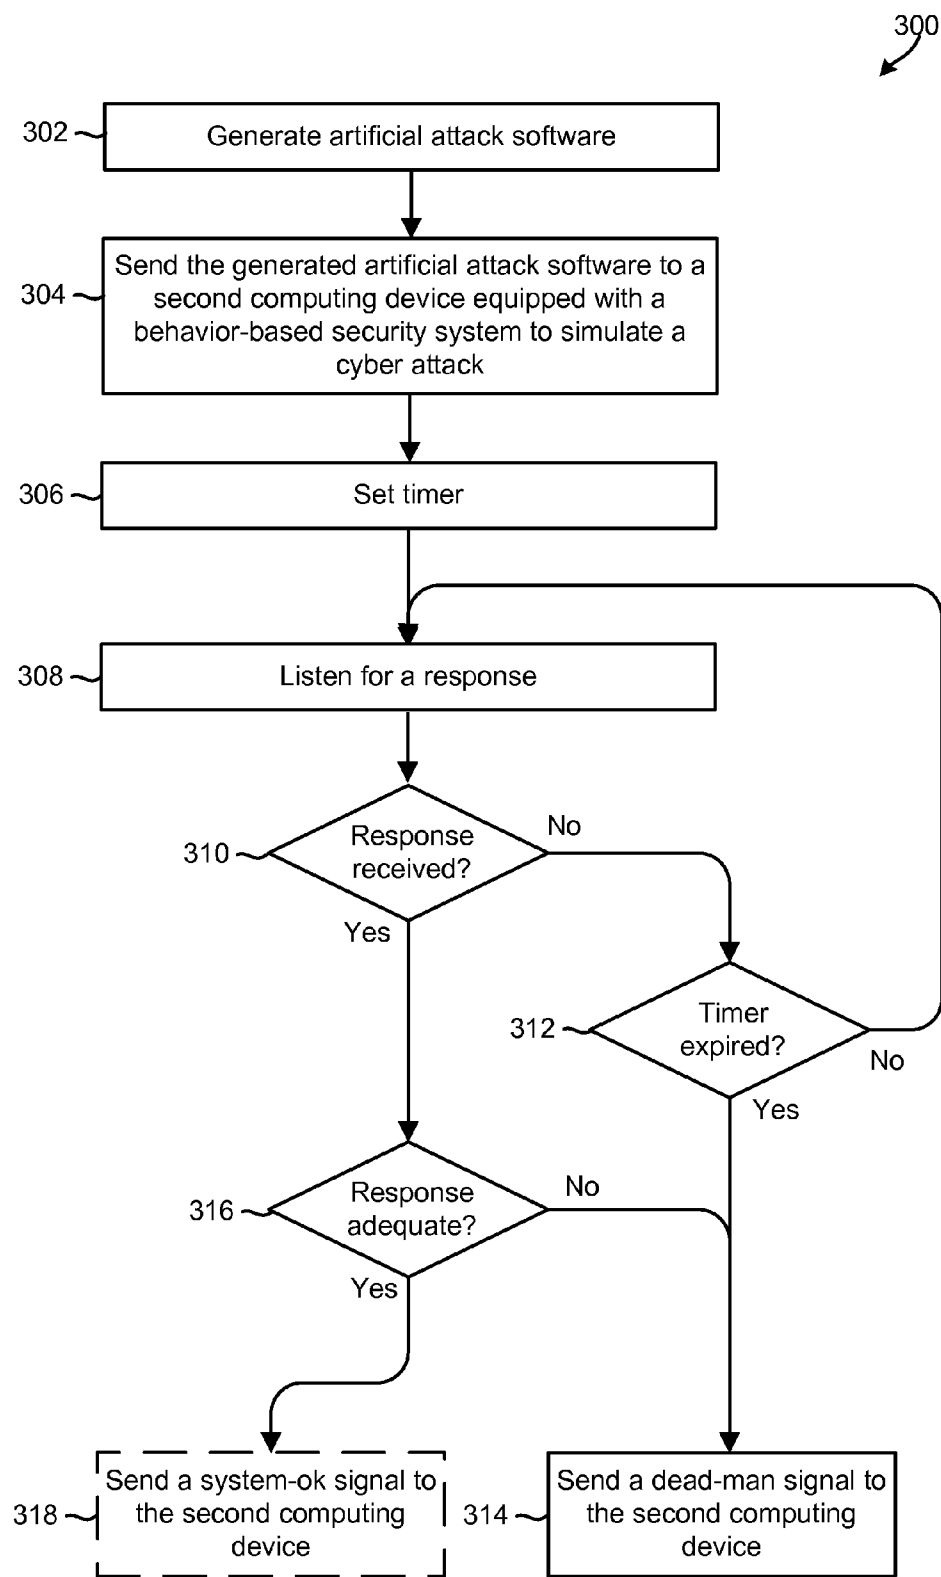 300
302
Generate artificial attack software
304
Send the generated artificial attack software to a
second computing device equipped with a
behavior-based security system to simulate a
cyber attack
306
Set timer
308
Listen for a response
310
Response
received?
No
Yes
312
Timer
expired?
No
Yes
316
Response
adequate?
No
Yes
318
Send a system-ok signal to
the second computing
device
314
Send a dead-man signal to
the second computing
device